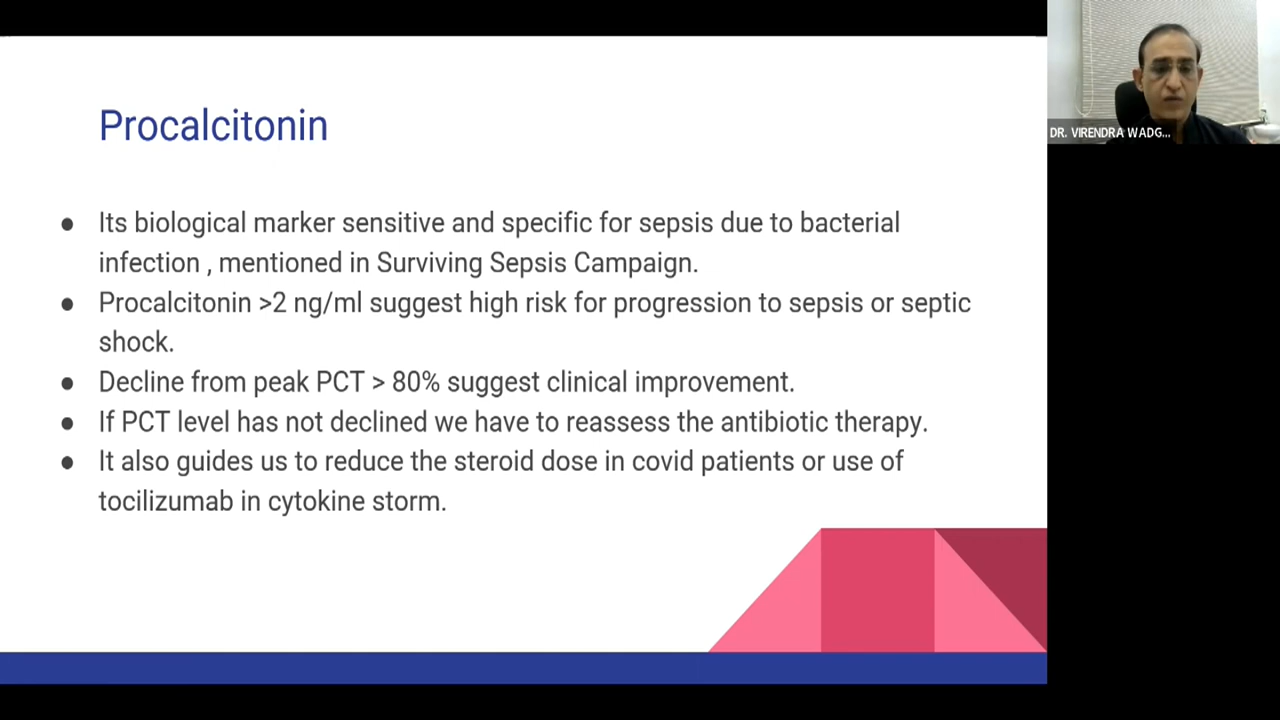 Procalcitonin
● Its biological marker sensitive and specific for sepsis due to bacterial
infection , mentioned in Surviving Sepsis Campaign.
● Procalcitonin >2 ng/ml suggest high risk for progression to sepsis or septic
shock.
● Decline from peak PCT > 80% suggest clinical improvement.
● If PCT level has not declined we have to reassess the antibiotic therapy.
● It also guides us to reduce the steroid dose in covid patients or use of
tocilizumab in cytokine storm.
DR. VIRENDRA WADG...